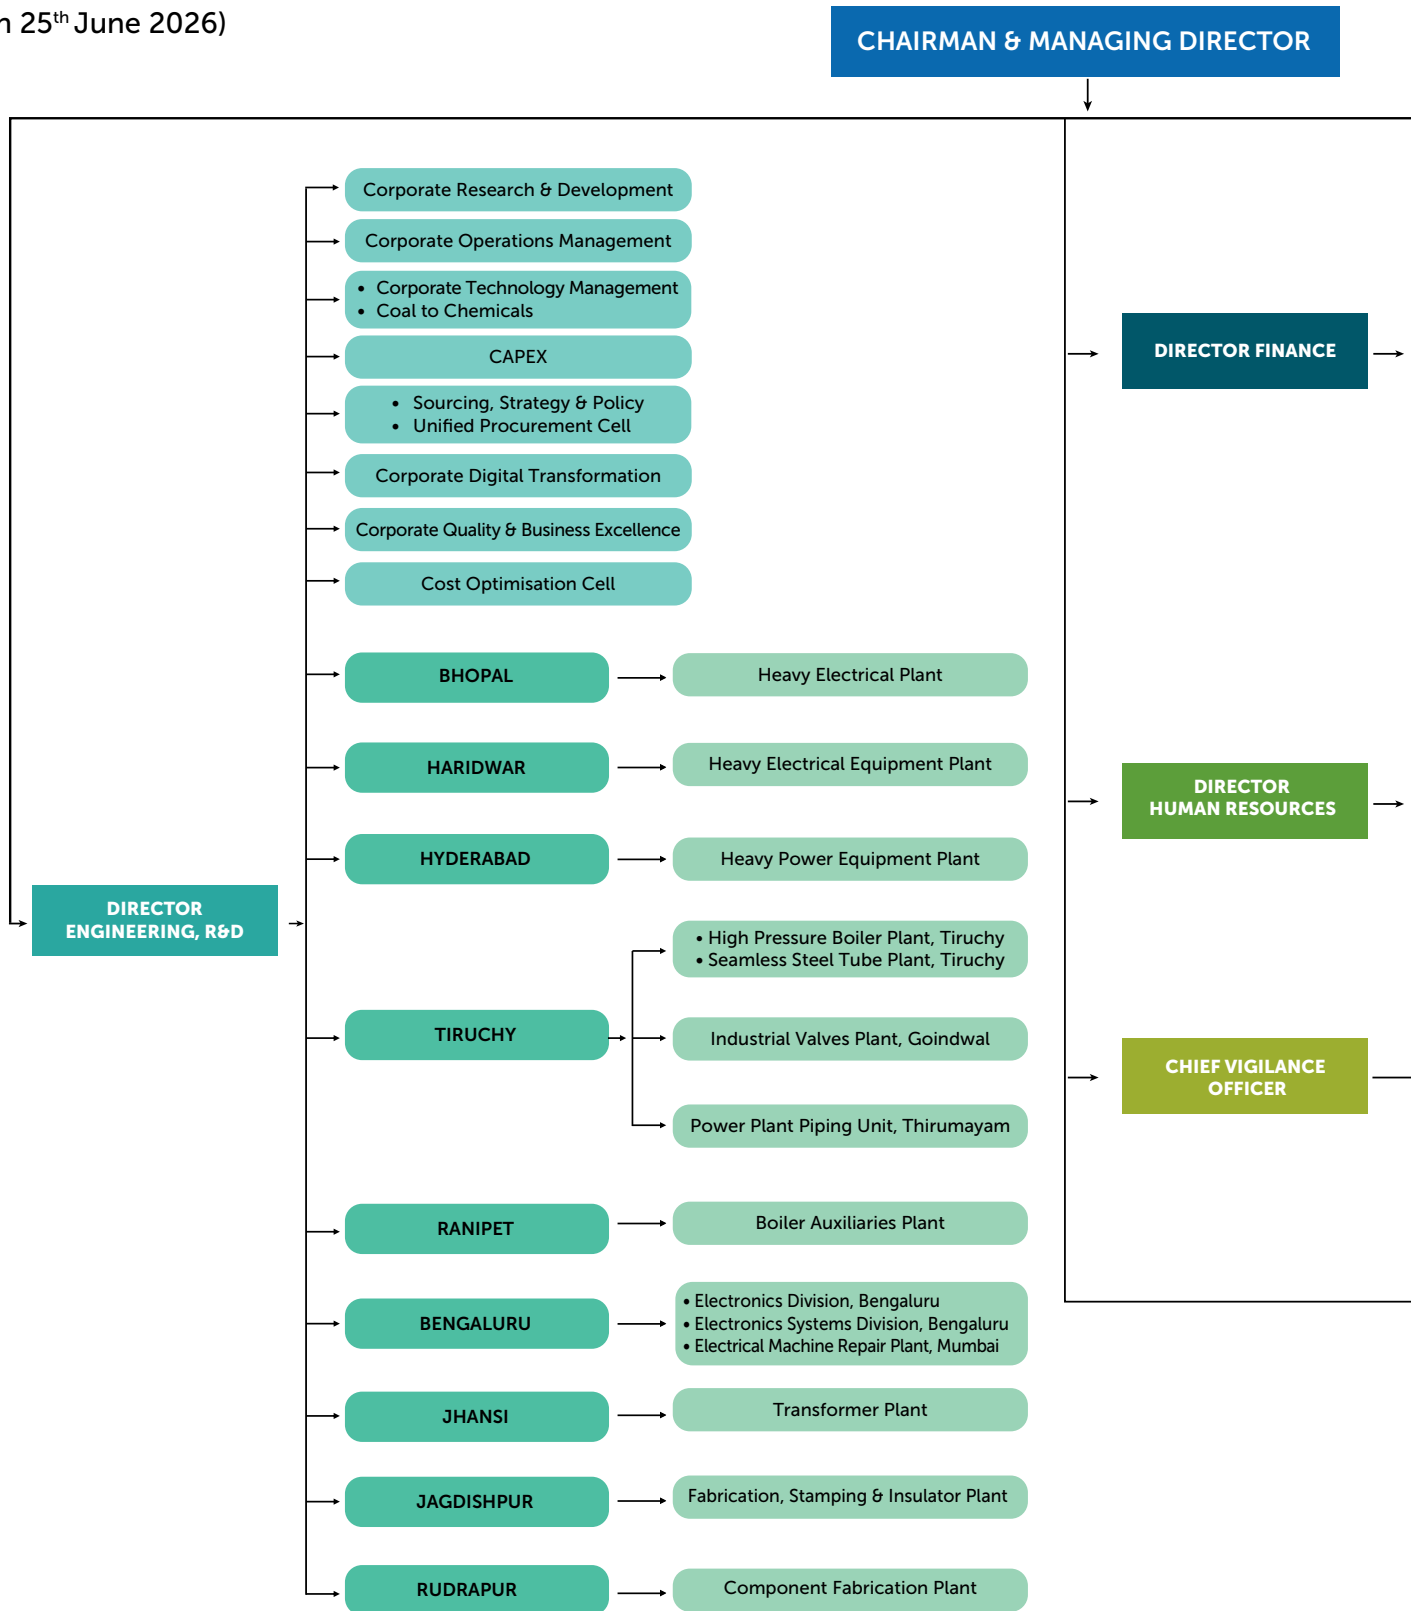 n 25th June 2026)
CHAIRMAN & MANAGING DIRECTOR
Corporate Research & Development
Corporate Operations Management
• Corporate Technology Management
• Coal to Chemicals
CAPEX
• Sourcing, Strategy & Policy
• Unified Procurement Cell
Corporate Digital Transformation
Corporate Quality & Business Excellence
Cost Optimisation Cell
BHOPAL
Heavy Electrical Plant
HARIDWAR
Heavy Electrical Equipment Plant
HYDERABAD
Heavy Power Equipment Plant
DIRECTOR
ENGINEERING, R&D
• High Pressure Boiler Plant, Tiruchy
• Seamless Steel Tube Plant, Tiruchy
TIRUCHY
Industrial Valves Plant, Goindwal
Power Plant Piping Unit, Thirumayam
RANIPET
Boiler Auxiliaries Plant
BENGALURU
• Electronics Division, Bengaluru
• Electronics Systems Division, Bengaluru
• Electrical Machine Repair Plant, Mumbai
JHANSI
Transformer Plant
JAGDISHPUR
Fabrication, Stamping & Insulator Plant
RUDRAPUR
Component Fabrication Plant
DIRECTOR FINANCE
DIRECTOR
HUMAN RESOURCES
CHIEF VIGILANCE
OFFICER